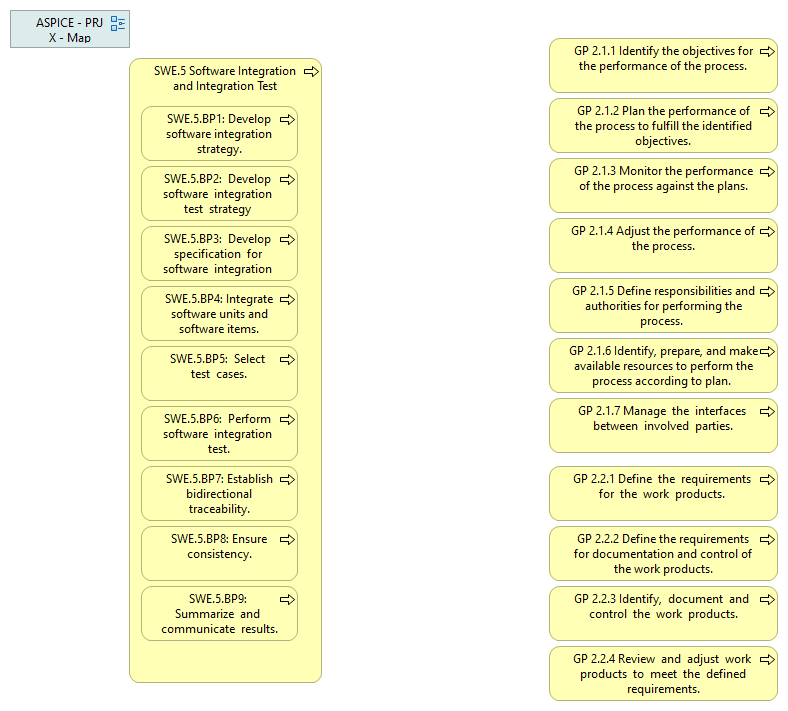 ASPICE - PRJ
X - Map
SWE.5 Software Integration
and Integration Test
SWE.5.BP1: Develop
software integration
strategy.
SWE.5.BP2: Develop
software integration
test strategy
SWE.5.BP3: Develop
specification for
software integration
SWE.5.BP4: Integrate
software units and
software items.
SWE.5.BP5: Select
test cases.
SWE.5.BP6: Perform
software integration
test.
SWE.5.BP7: Establish
bidirectional
traceability.
SWE.5.BP8: Ensure
consistency.
SWE.5.BP9:
Summarize and
communicate results.
GP 2.1.1 Identify the objectives for
the performance of the process.
GP 2.1.2 Plan the performance of
the process to fulfill the identified
objectives.
GP 2.1.3 Monitor the performance
of the process against the plans.
GP 2.1.4 Adjust the performance of
the process.
GP 2.1.5 Define responsibilities and
authorities for performing the
process.
GP 2.1.6 Identify, prepare, and make
available resources to perform the
process according to plan.
GP 2.1.7 Manage the interfaces
between involved parties.
GP 2.2.1 Define the requirements
for the work products.
GP 2.2.2 Define the requirements
for documentation and control of
the work products.
GP 2.2.3 Identify, document and
control the work products.
GP 2.2.4 Review and adjust work
products to meet the defined
requirements.